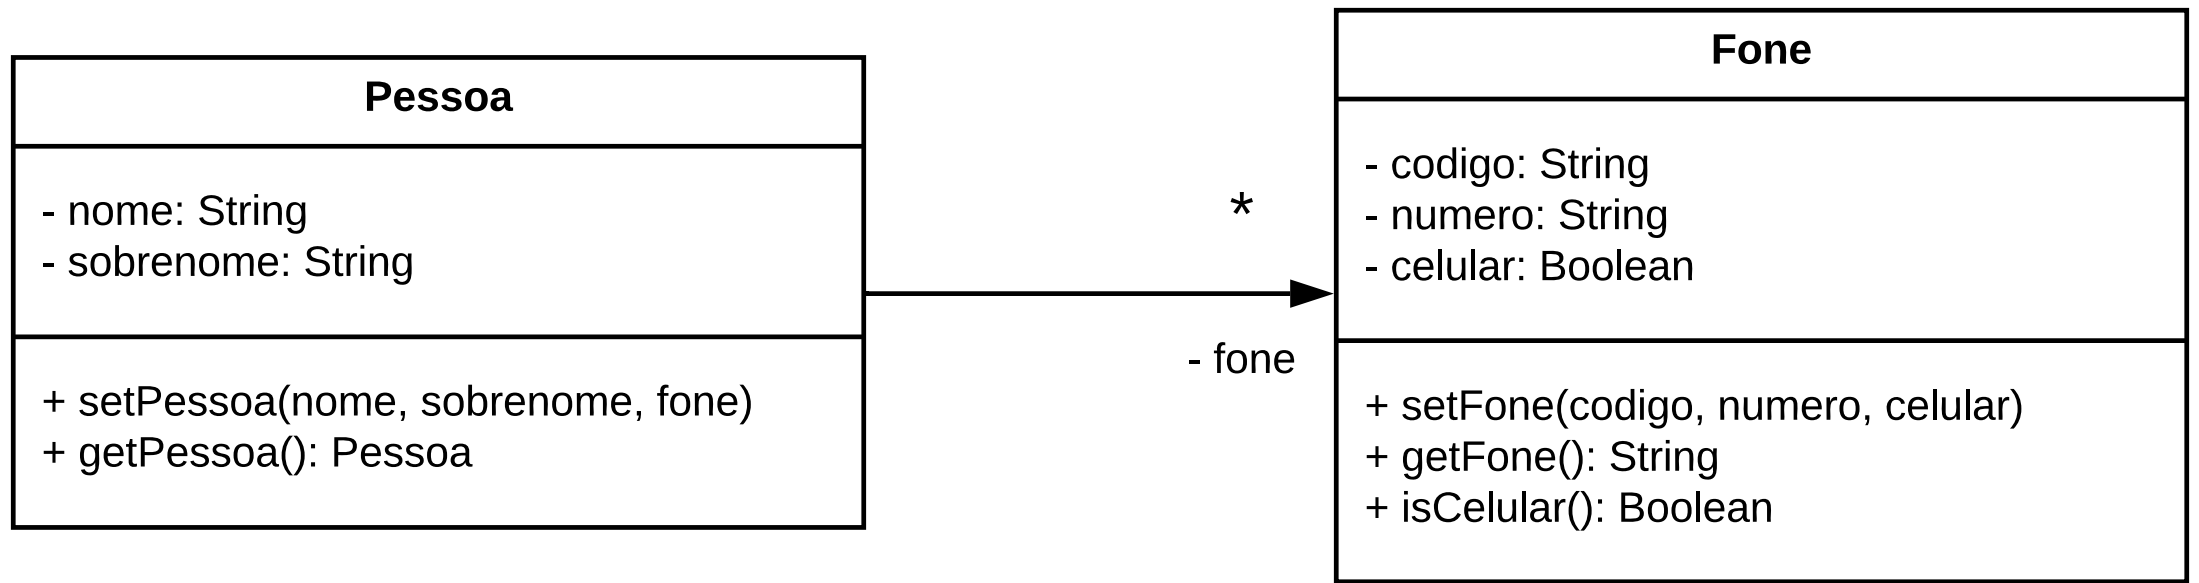 Pessoa
- nome: String
- sobrenome: String
+ setPessoa(nome, sobrenome, fone)
+ getPessoa(): Pessoa
*
- fone
Fone
- codigo: String
- numero: String
- celular: Boolean
+ setFone(codigo, numero, celular)
+ getFone(): String
+ isCelular(): Boolean